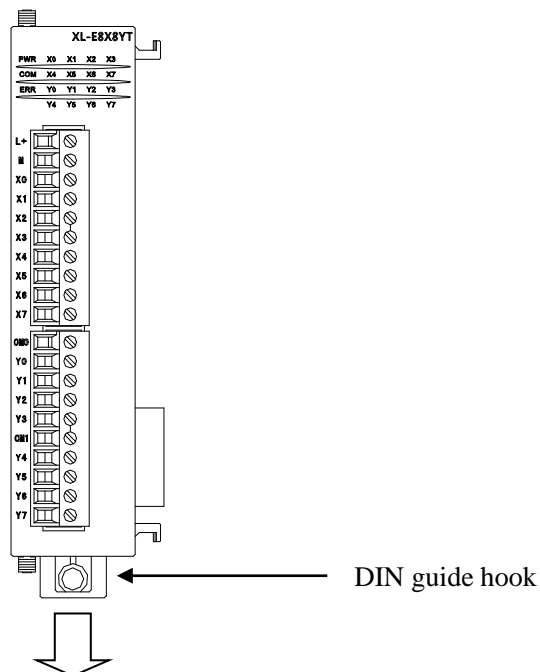 XL-E8X8YT
PWR X0 X1 X2 X3
COM X4 X5 X6 X7
ERR Y0 Y1 Y2 Y3
Y4 Y5 Y6 Y7
L+
M
X0
X1
X2
X3
X4
X5
X6
X7
CM0
Y0
Y1
Y2
Y3
CM1
Y4
Y5
Y6
Y7
DIN guide hook